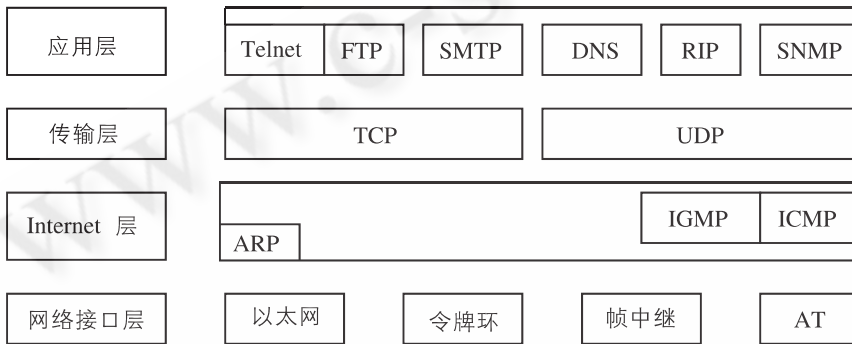 应用层 Telnet FTP SMTP DNS RIP SNMP
传输层 TCP UDP
Internet 层 IGMP ICMP
ARP
网络接口层 以太网 令牌环 帧中继 AT
www.c-s